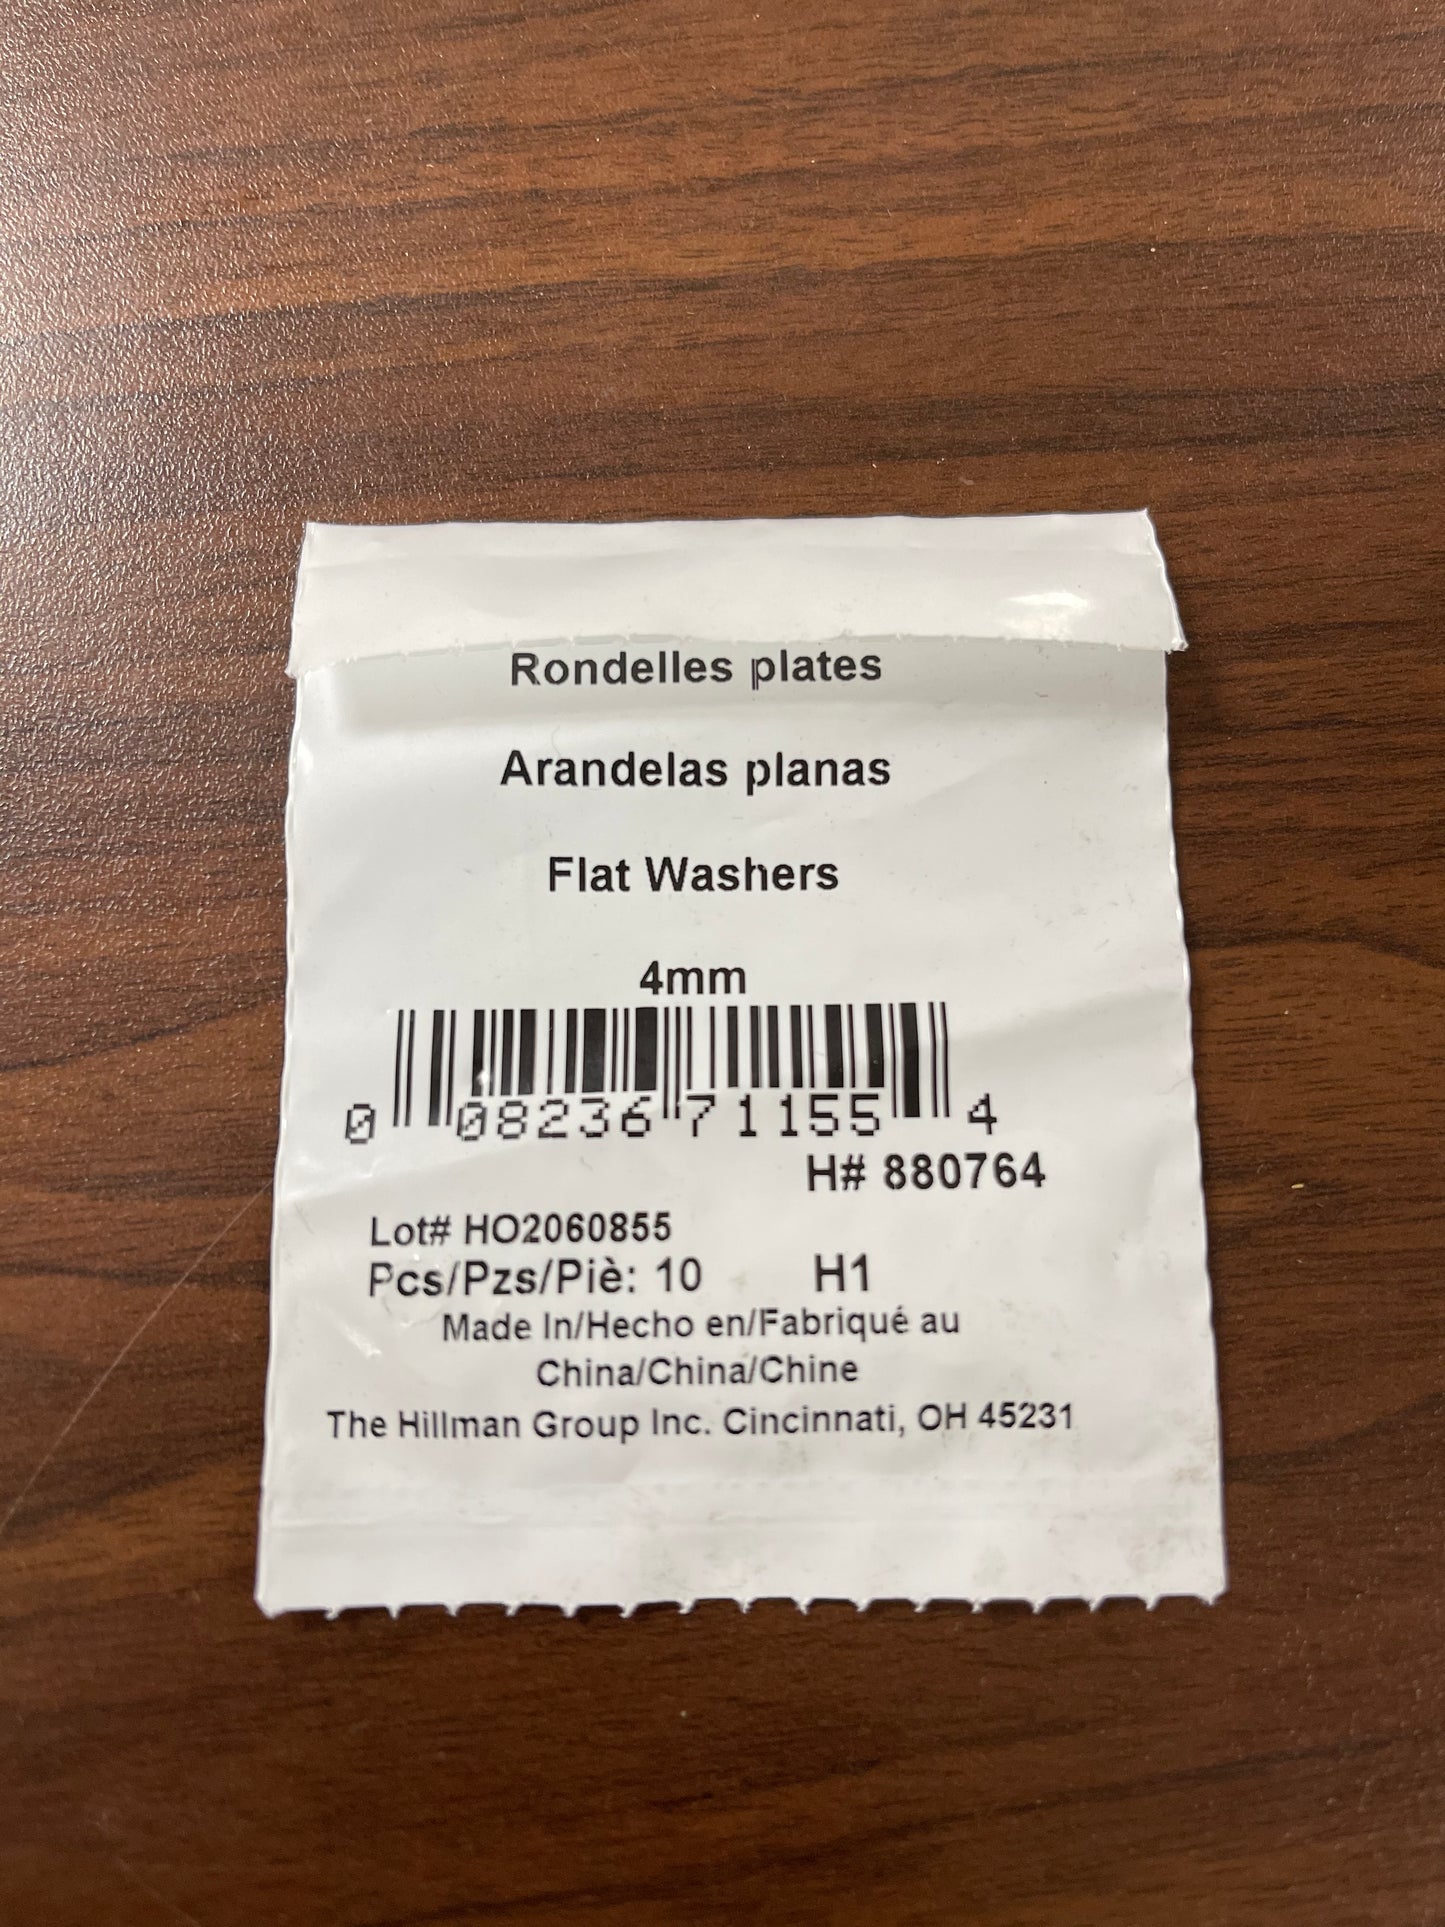 Rondelles plates
Arandelas planas
Flat Washers
4mm
0 08236 71155 4
H# 880764
Lot# HO2060855
Pcs/Pzs/Piè: 10 H1
Made In/Hecho en/Fabriqué au
China/China/Chine
The Hillman Group Inc. Cincinnati, OH 45231